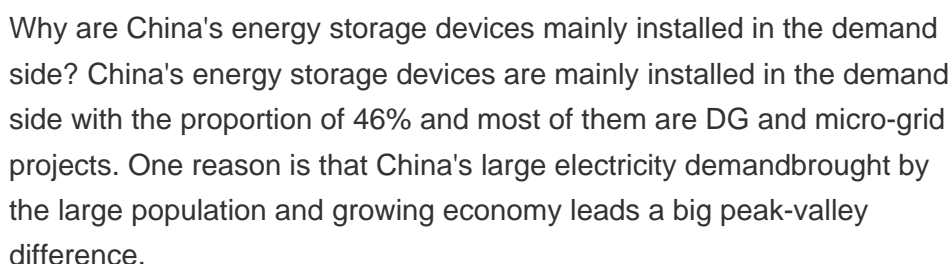 Why are China's energy storage devices mainly installed in the demand
side? China's energy storage devices are mainly installed in the demand
side with the proportion of 46% and most of them are DG and micro-grid
projects. One reason is that China's large electricity demandbrought by
the large population and growing economy leads a big peak-valley
difference.